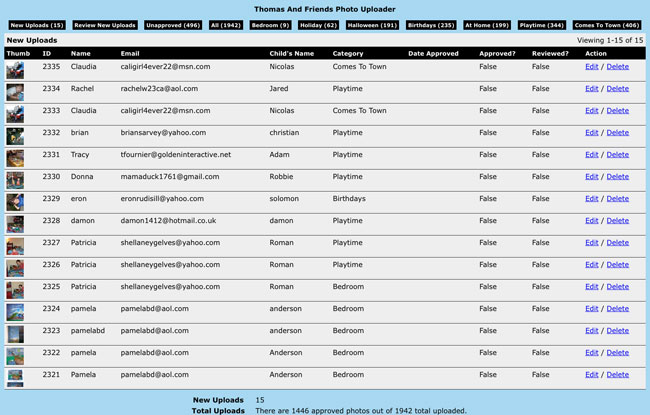 Thomas And Friends Photo Uploader
New Uploads (15) Review New Uploads Unapproved (496) All (1942) Bedroom (9) Holiday (62) Halloween (191) Birthdays (235) At Home (199) Playtime (344) Comes To Town (406)
New Uploads Viewing 1-15 of 15
Thumb ID Name Email Child's Name Category Date Approved Approved? Reviewed? Action
2335 Claudia caligirl4ever22@msn.com Nicolas Comes To Town False False Edit / Delete
2334 Rachel rachelw23ca@aol.com Jared Playtime False False Edit / Delete
2333 Claudia caligirl4ever22@msn.com Nicolas Comes To Town False False Edit / Delete
2332 brian briansarvey@yahoo.com christian Playtime False False Edit / Delete
2331 Tracy tfournier@goldeninteractive.net Adam Playtime False False Edit / Delete
2330 Donna mamaduck1761@gmail.com Robbie Playtime False False Edit / Delete
2329 eron eronrudisill@yahoo.com solomon Birthdays False False Edit / Delete
2328 damon damon1412@hotmail.co.uk damon Playtime False False Edit / Delete
2327 Patricia shellaneygelves@yahoo.com Roman Playtime False False Edit / Delete
2326 Patricia shellaneygelves@yahoo.com Roman Playtime False False Edit / Delete
2325 Patricia shellaneygelves@yahoo.com Roman Bedroom False False Edit / Delete
2324 pamela pamelabd@aol.com anderson Bedroom False False Edit / Delete
2323 pamelabd pamelabd@aol.com anderson Bedroom False False Edit / Delete
2322 pamela pamelabd@aol.com Anderson Bedroom False False Edit / Delete
2321 Pamela pamelabd@aol.com Anderson Bedroom False False Edit / Delete
New Uploads 15
Total Uploads There are 1446 approved photos out of 1942 total uploaded.